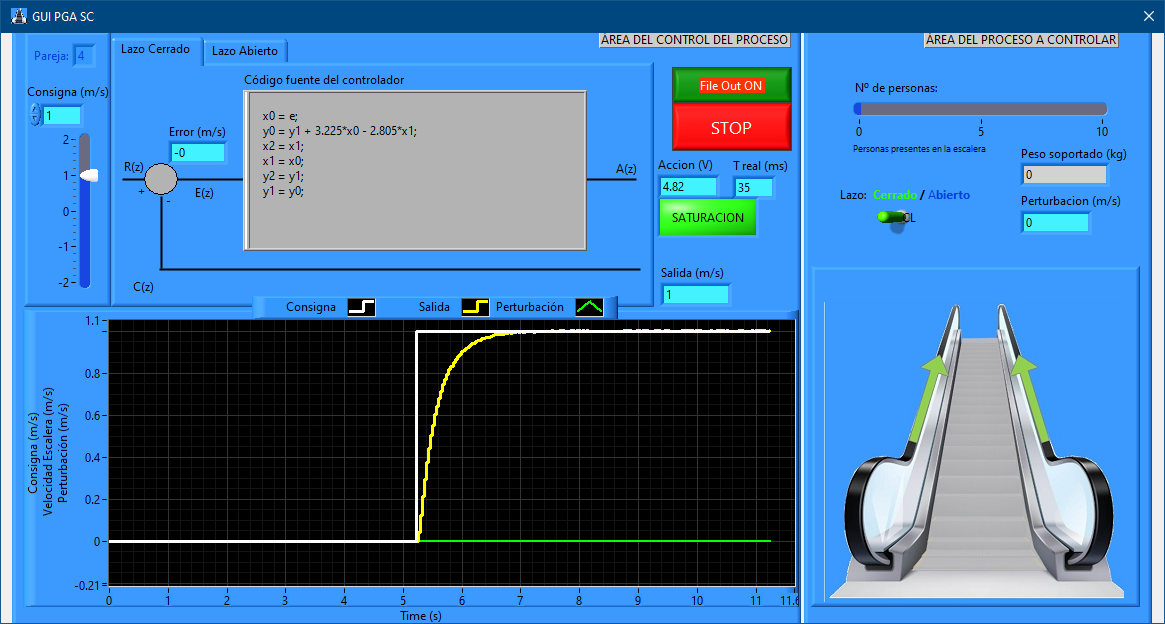 GUI PGA SC
Pareja: 4
Consigna (m/s)
1
2
1
0
-1
-2
Lazo Cerrado
Lazo Abierto
ÁREA DEL CONTROL DEL PROCESO
Código fuente del controlador
x0 = e;
y0 = y1 + 3.225*x0 - 2.805*x1;
x2 = x1;
x1 = x0;
y2 = y1;
y1 = y0;
Error (m/s)
-0
R(z)
+
-
E(z)
A(z)
C(z)
File Out ON
STOP
Accion (V)
4.82
T real (ms)
35
SATURACION
Salida (m/s)
1
Consigna
Salida
Perturbación
Consigna (m/s)
Velocidad Escalera (m/s)
Perturbación (m/s)
1.1
0.8
0.6
0.4
0.2
0
-0.21
0 1 2 3 4 5 6 7 8 9 10 11 11.6
Time (s)
ÁREA DEL PROCESO A CONTROLAR
Nº de personas:
0 5 10
Personas presentes en la escalera
Peso soportado (kg)
0
Lazo: Cerrado / Abierto
OL
Perturbacion (m/s)
0